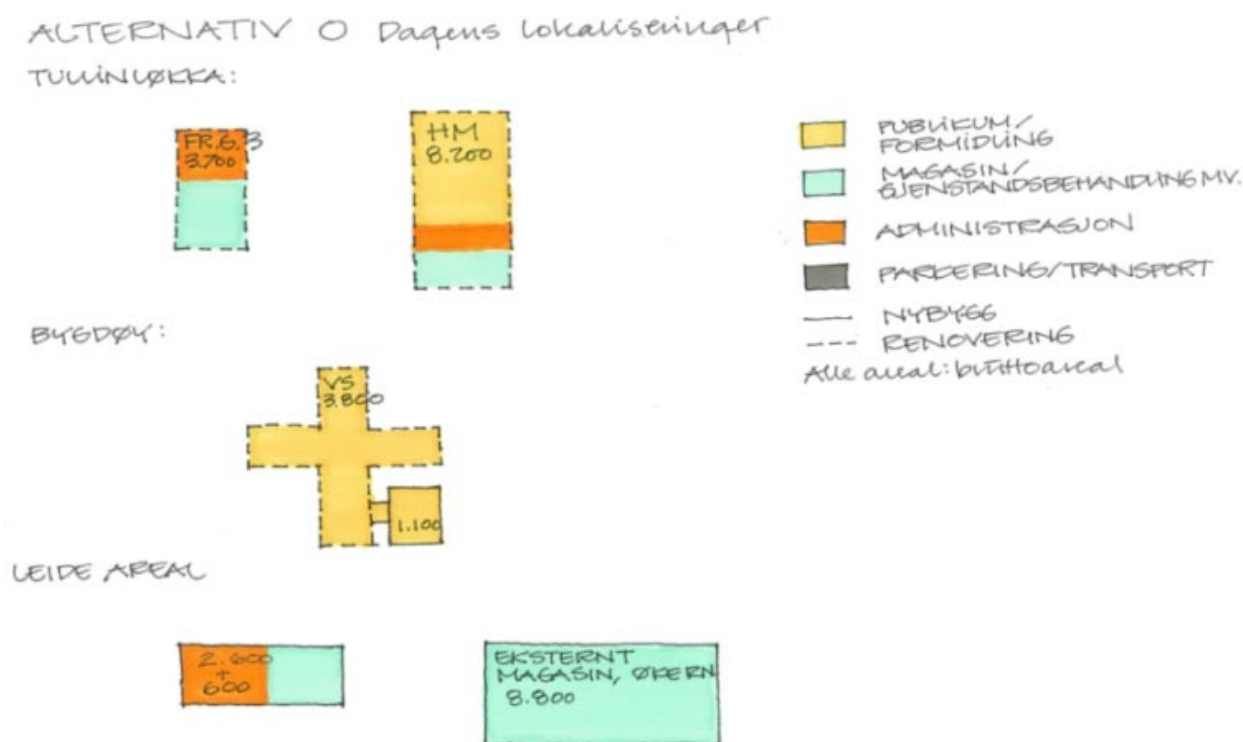 ALTERNATIV 0 Dagens lokaliseringer
TULLINLØKKA:
FR.G. 3
3.700
HM
8.200
PUBLIKUM/
FORMIDLING
MAGASIN/
GJENSTANDSBEHANDLING MV.
ADMINISTRASJON
PARKERING/TRANSPORT
NYBYGG
RENOVERING
Alle areal: bruttoareal
BYGDØY:
VS
3.800
1.100
LEIDE AREAL
2.600
+
600
EKSTERNT
MAGASIN, ØKERN
8.800